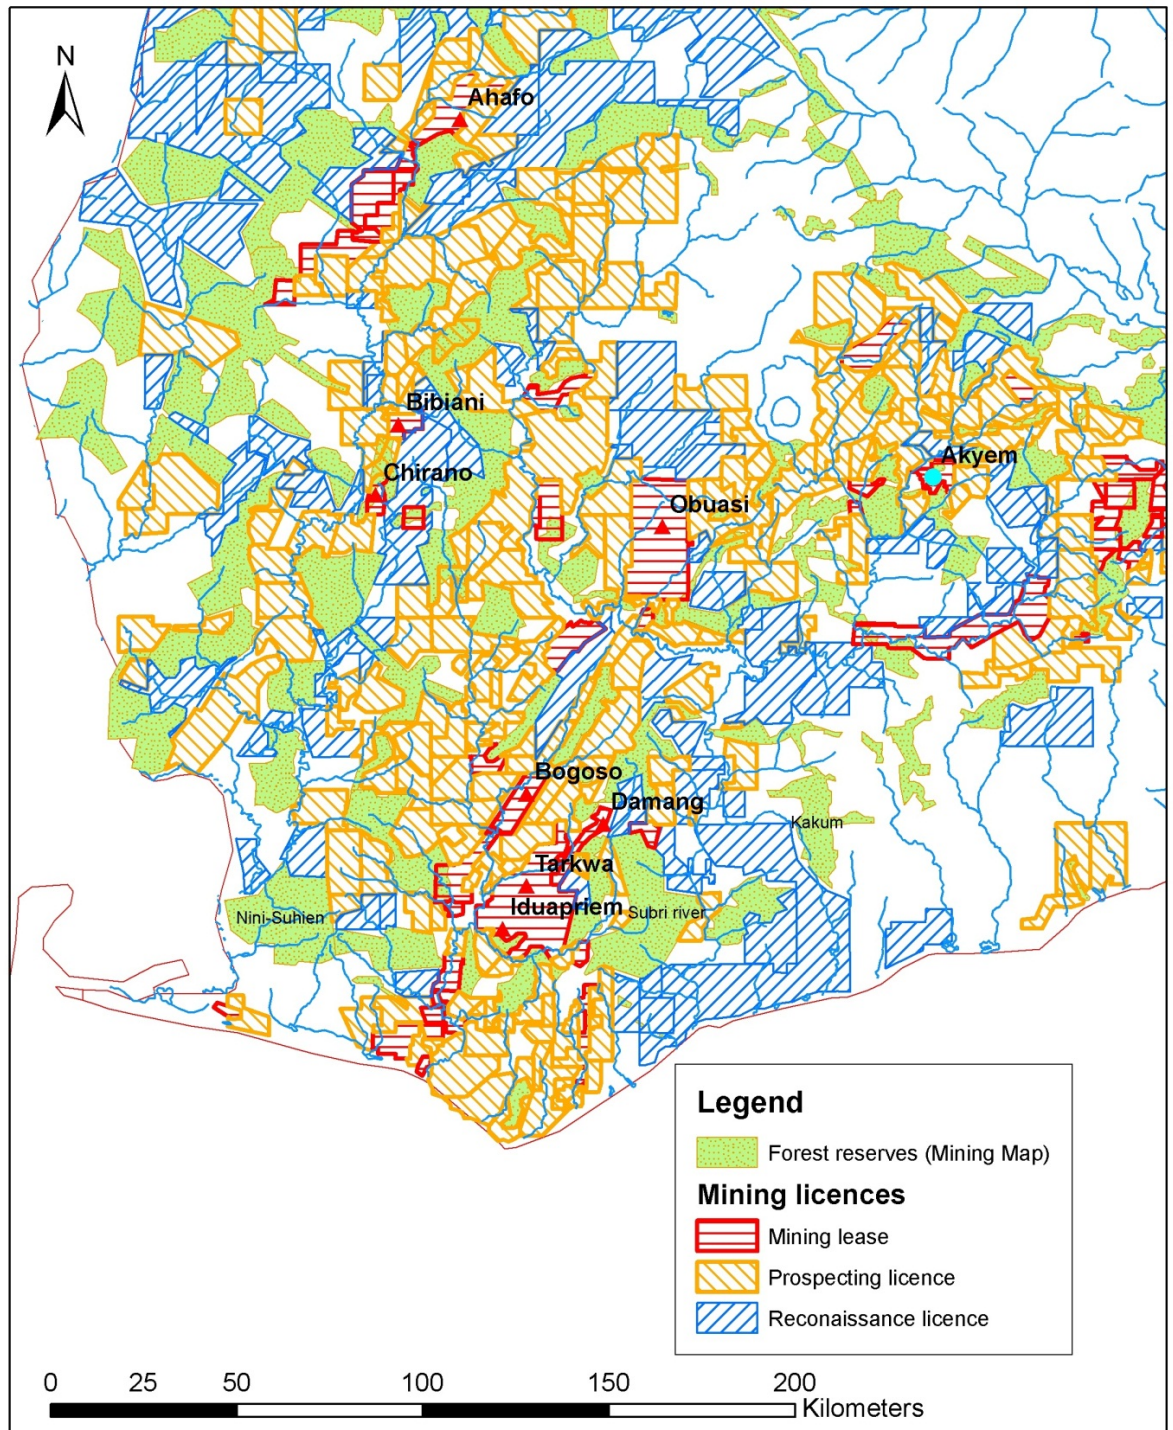 N
Ahafo
Bibiani
Akyem
Chirano
Obuasi
Bogoso
Damang
Kakum
Tarkwa
Iduapriem
Nini-Suhien
Subri river
Legend
Forest reserves (Mining Map)
Mining licences
Mining lease
Prospecting licence
Reconaissance licence
0 25 50 100 150 200
Kilometers